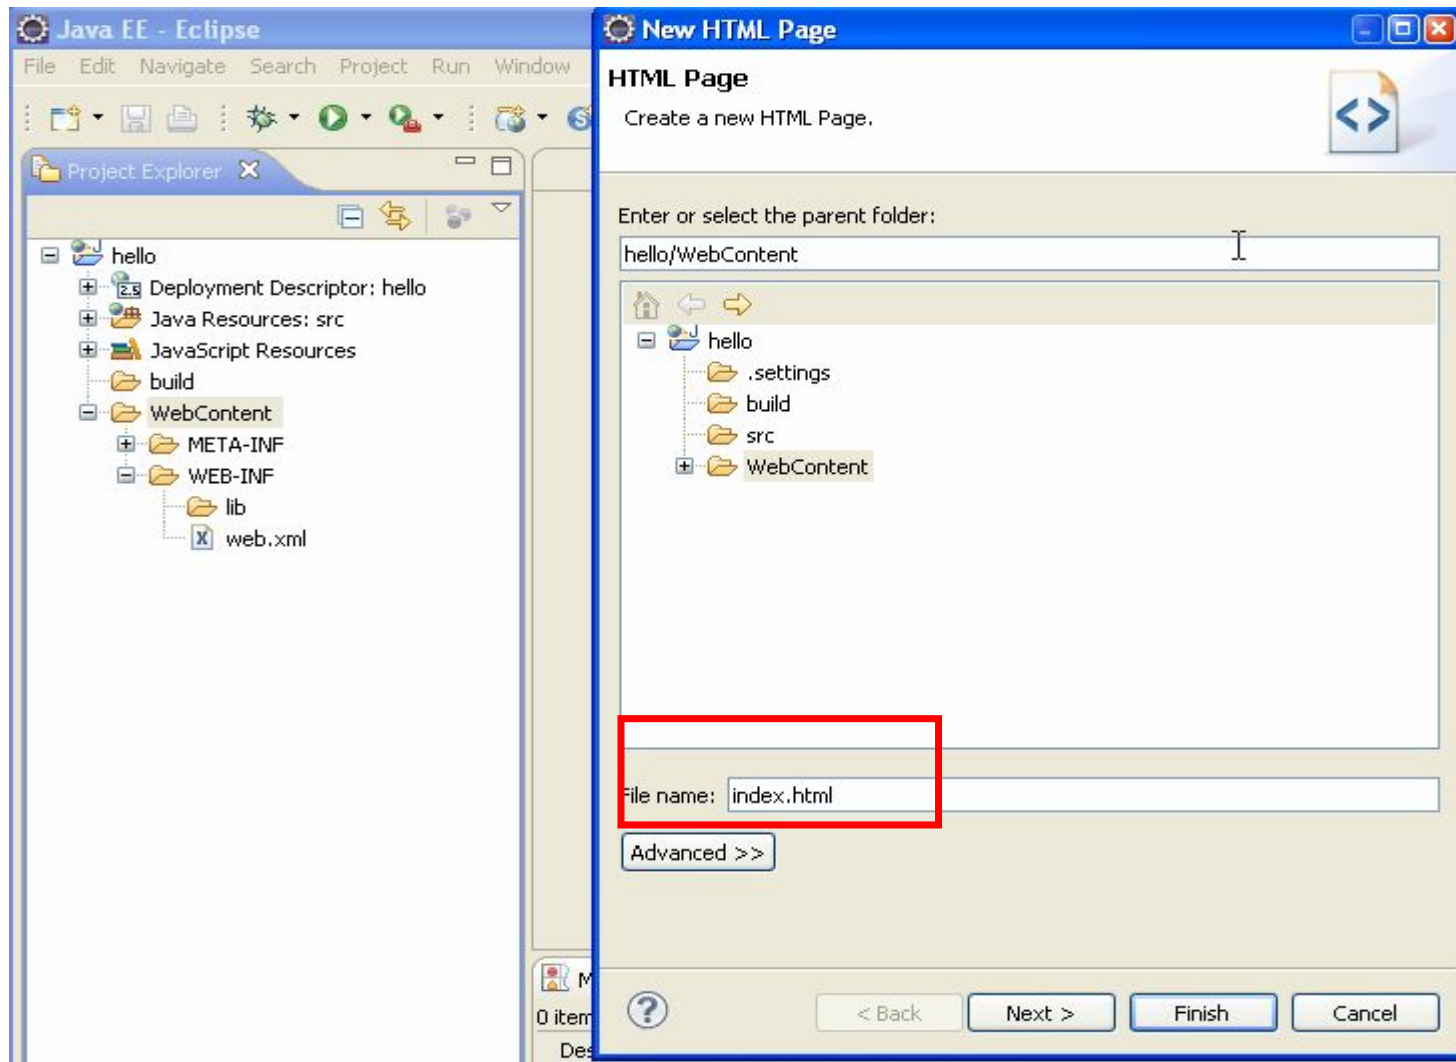 Java EE - Eclipse
File Edit Navigate Search Project Run Window
Project Explorer
hello
Deployment Descriptor: hello
2.5
Java Resources: src
JavaScript Resources
build
WebContent
META-INF
WEB-INF
lib
web.xml
0 item
New HTML Page
HTML Page
Create a new HTML Page.
Enter or select the parent folder:
hello/WebContent
hello
.settings
build
src
WebContent
File name: index.html
Advanced >>
< Back Next > Finish Cancel